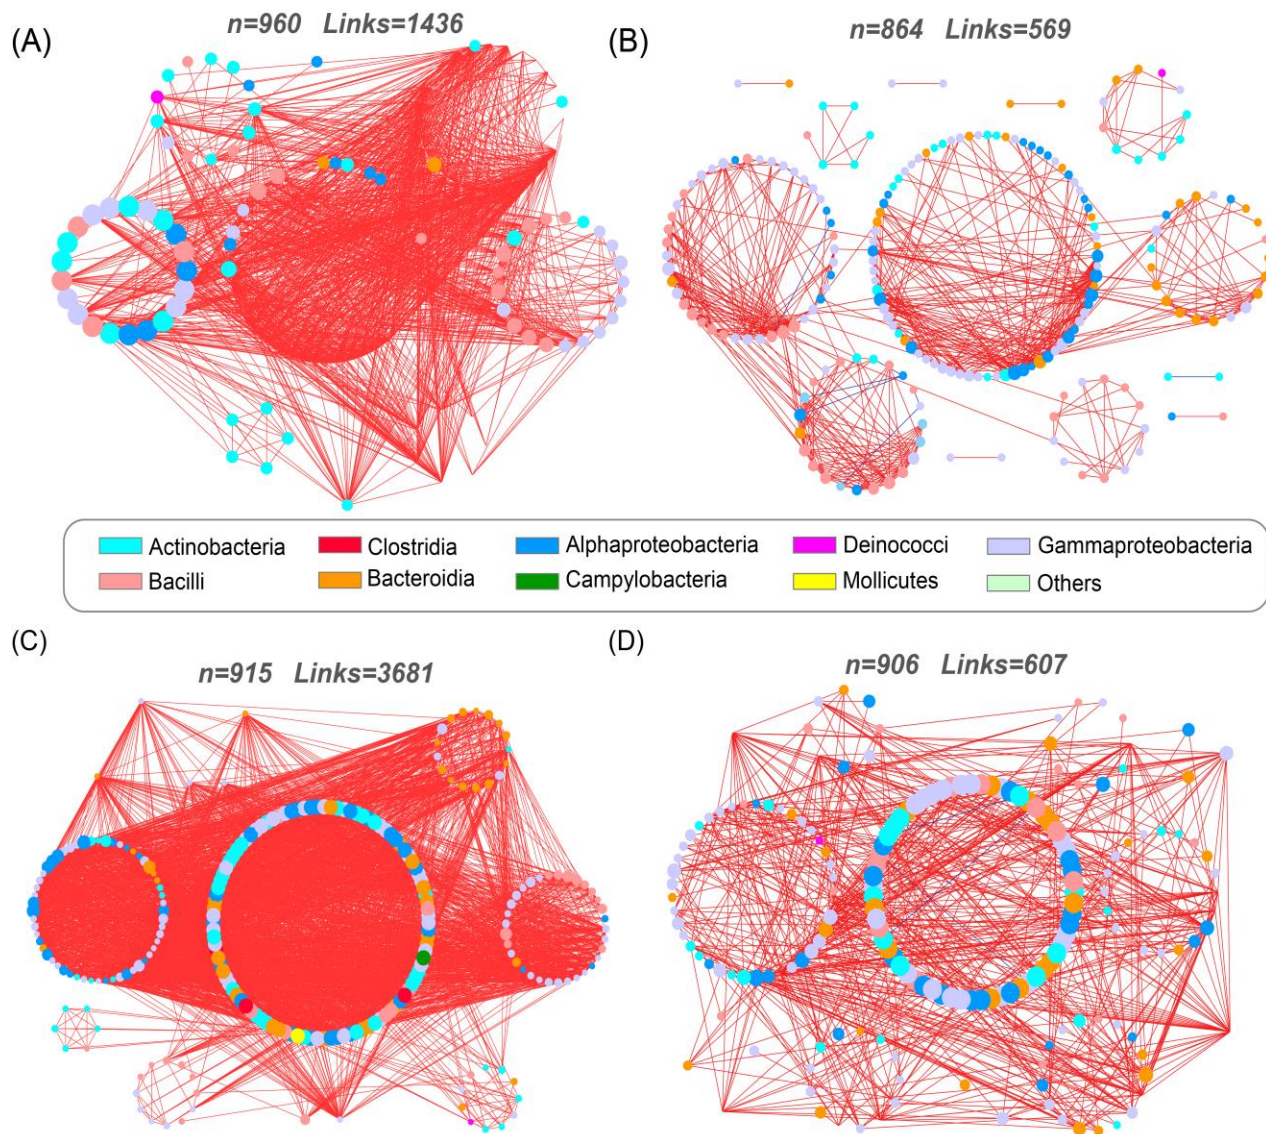 (A) n=960 Links=1436
(B) n=864 Links=569
Actinobacteria Clostridia Alphaproteobacteria Deinococci Gammaproteobacteria
Bacilli Bacteroidia Campylobacteria Mollicutes Others
(C) n=915 Links=3681
(D) n=906 Links=607